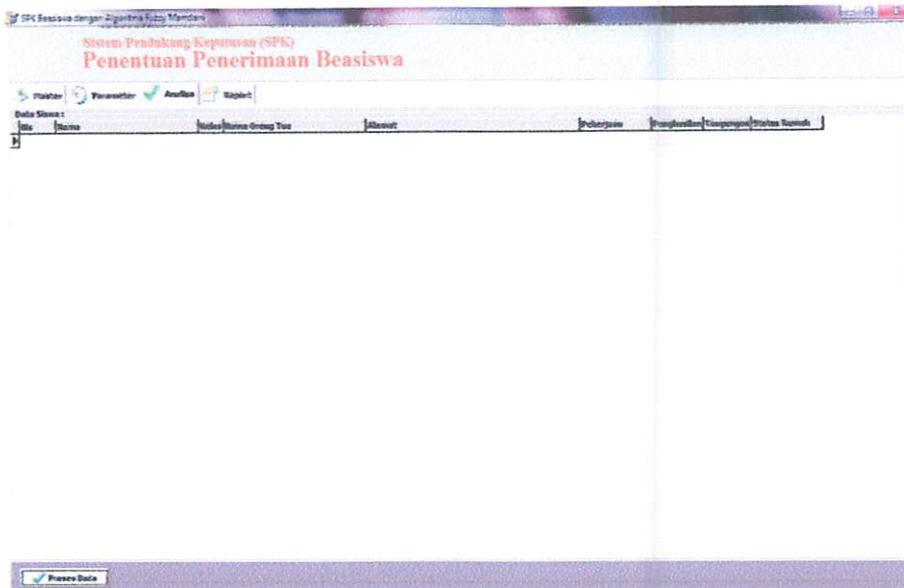 SPK Beasiswa dengan Algoritma Fuzzy Mamdani
Sistem Pendukung Keputusan (SPK)
Penentuan Penerimaan Beasiswa
Master Parameter Analisa Report
Data Siswa :
Nis Nama Kelas Nama Orang Tua Alamat Pekerjaan Penghasilan Tanggungan Status Rumah
Proses Data